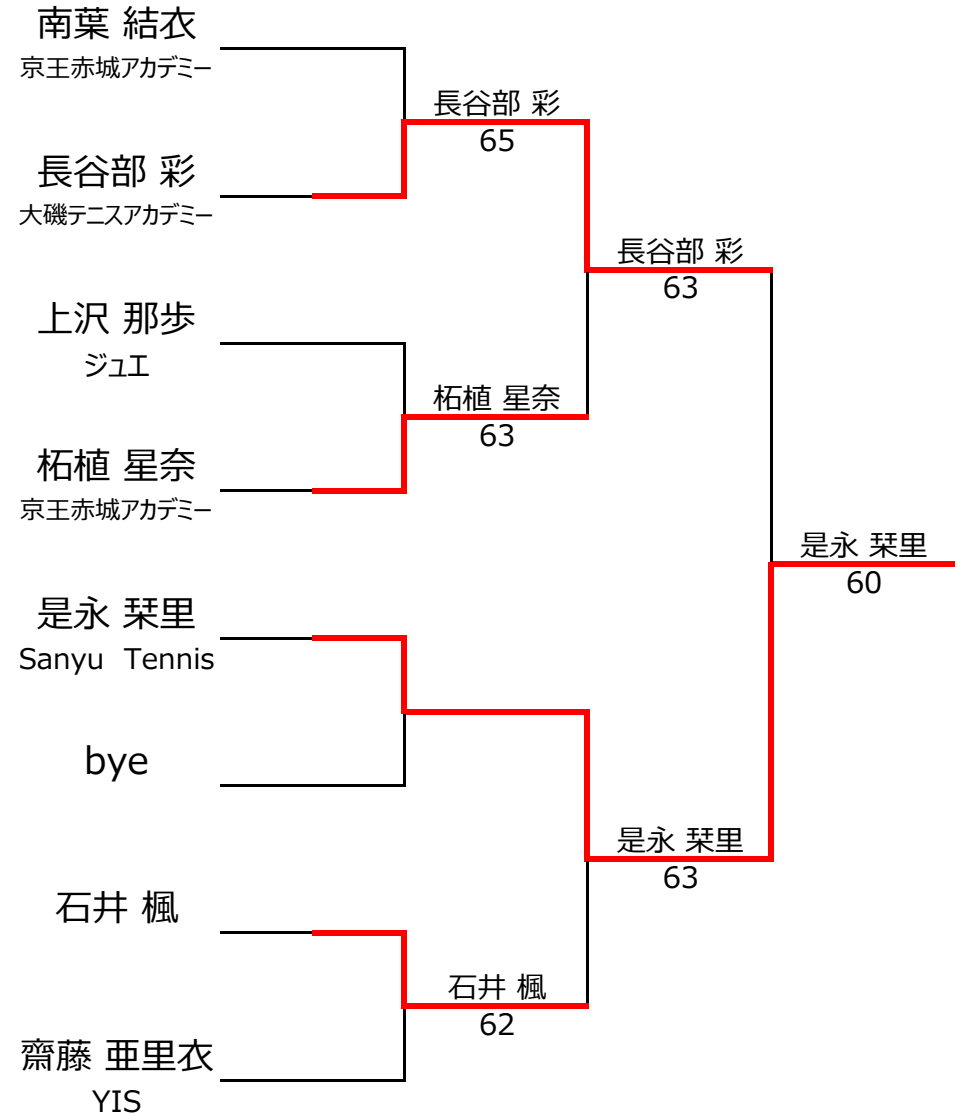 南葉 結衣
京王赤城アカデミー
長谷部 彩
65
長谷部 彩
大磯テニスアカデミー
長谷部 彩
63
上沢 那歩
ジュエ
柘植 星奈
63
柘植 星奈
京王赤城アカデミー
是永 栞里
60
是永 栞里
Sanyu Tennis
bye
是永 栞里
63
石井 楓
石井 楓
62
齋藤 亜里衣
YIS